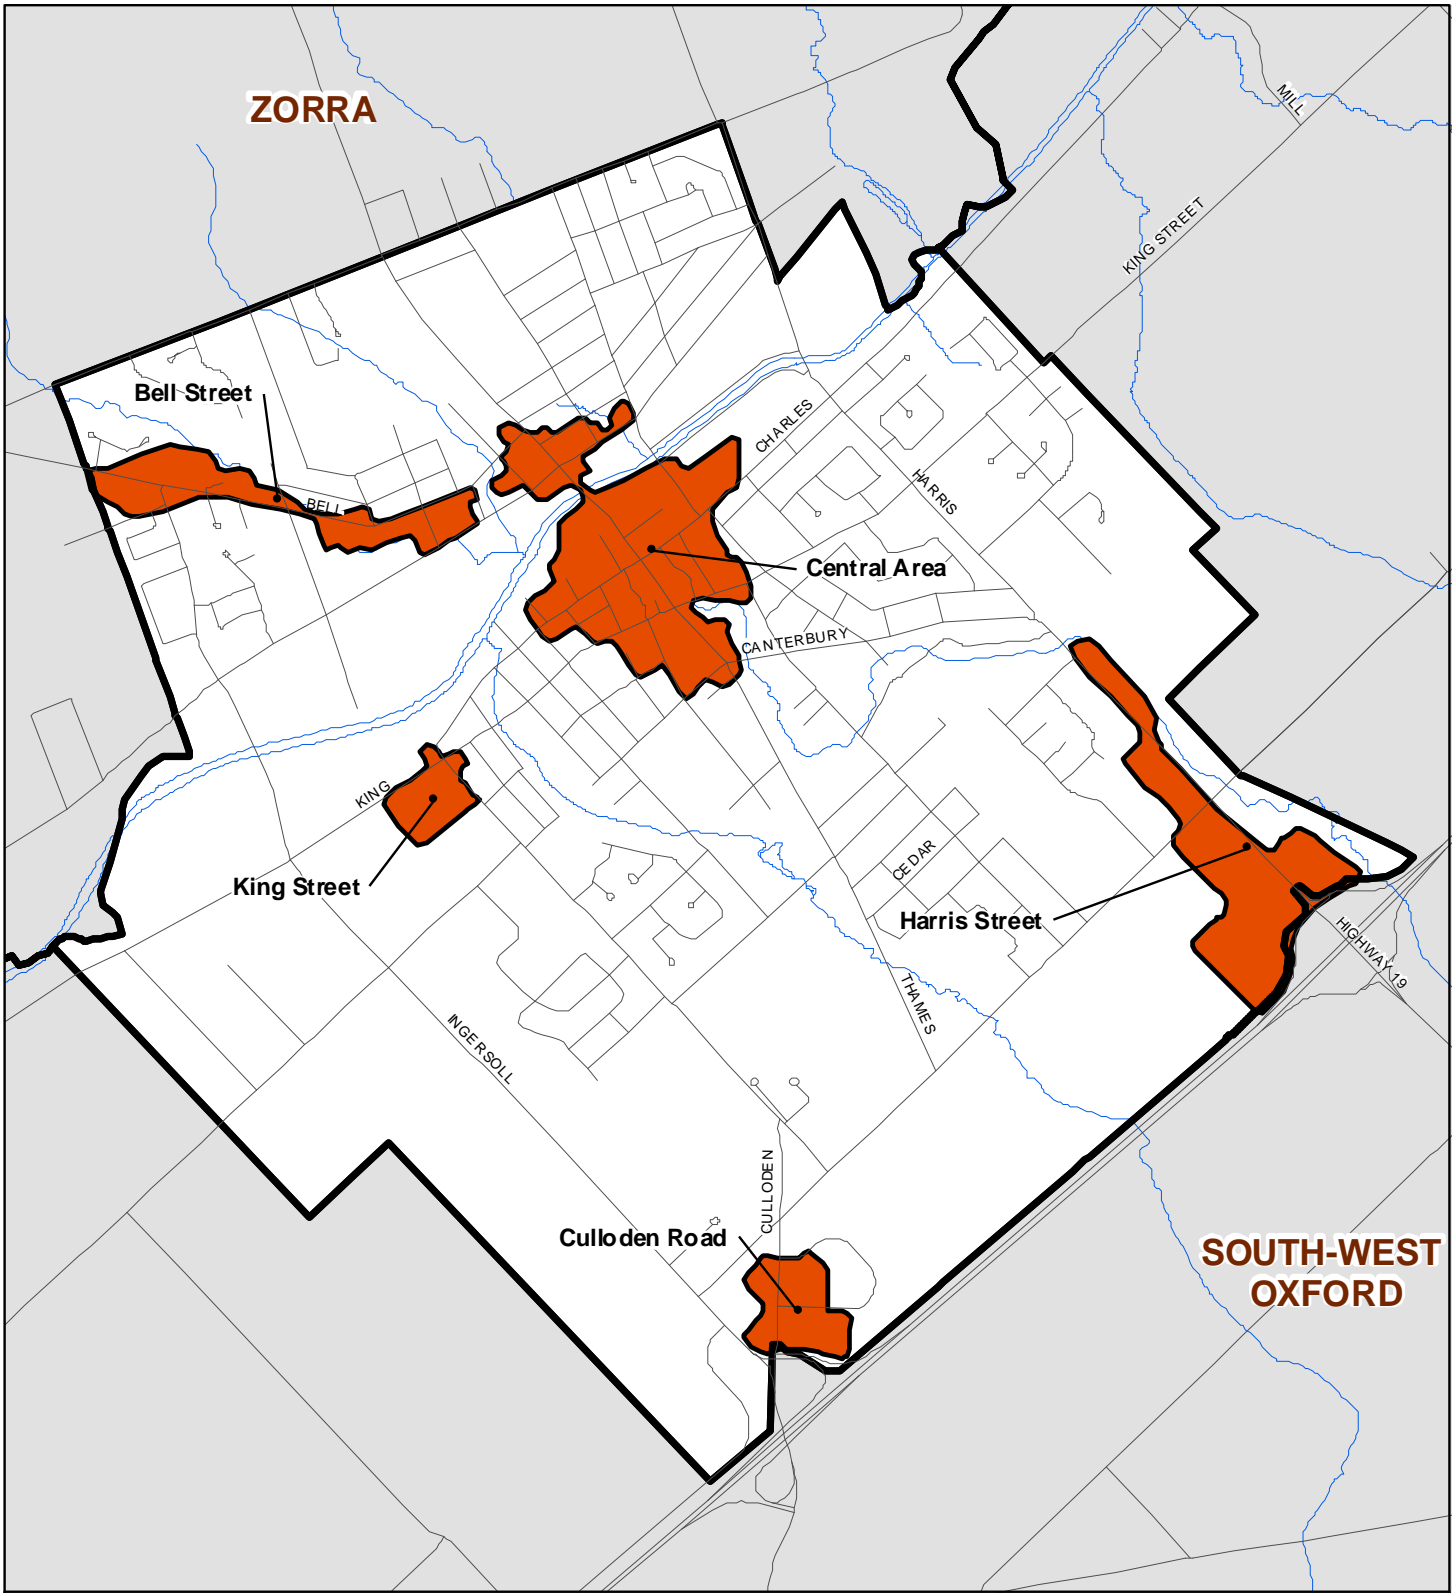 ZORRA
MILL
KING STREET
Bell Street
CHARLES
HARRIS
BELL
Central Area
CANTERBURY
KING
King Street
CEDAR
Harris Street
HIGHWAY 19
THAMES
INGERSOLL
CULLODEN
Culloden Road
SOUTH-WEST
OXFORD